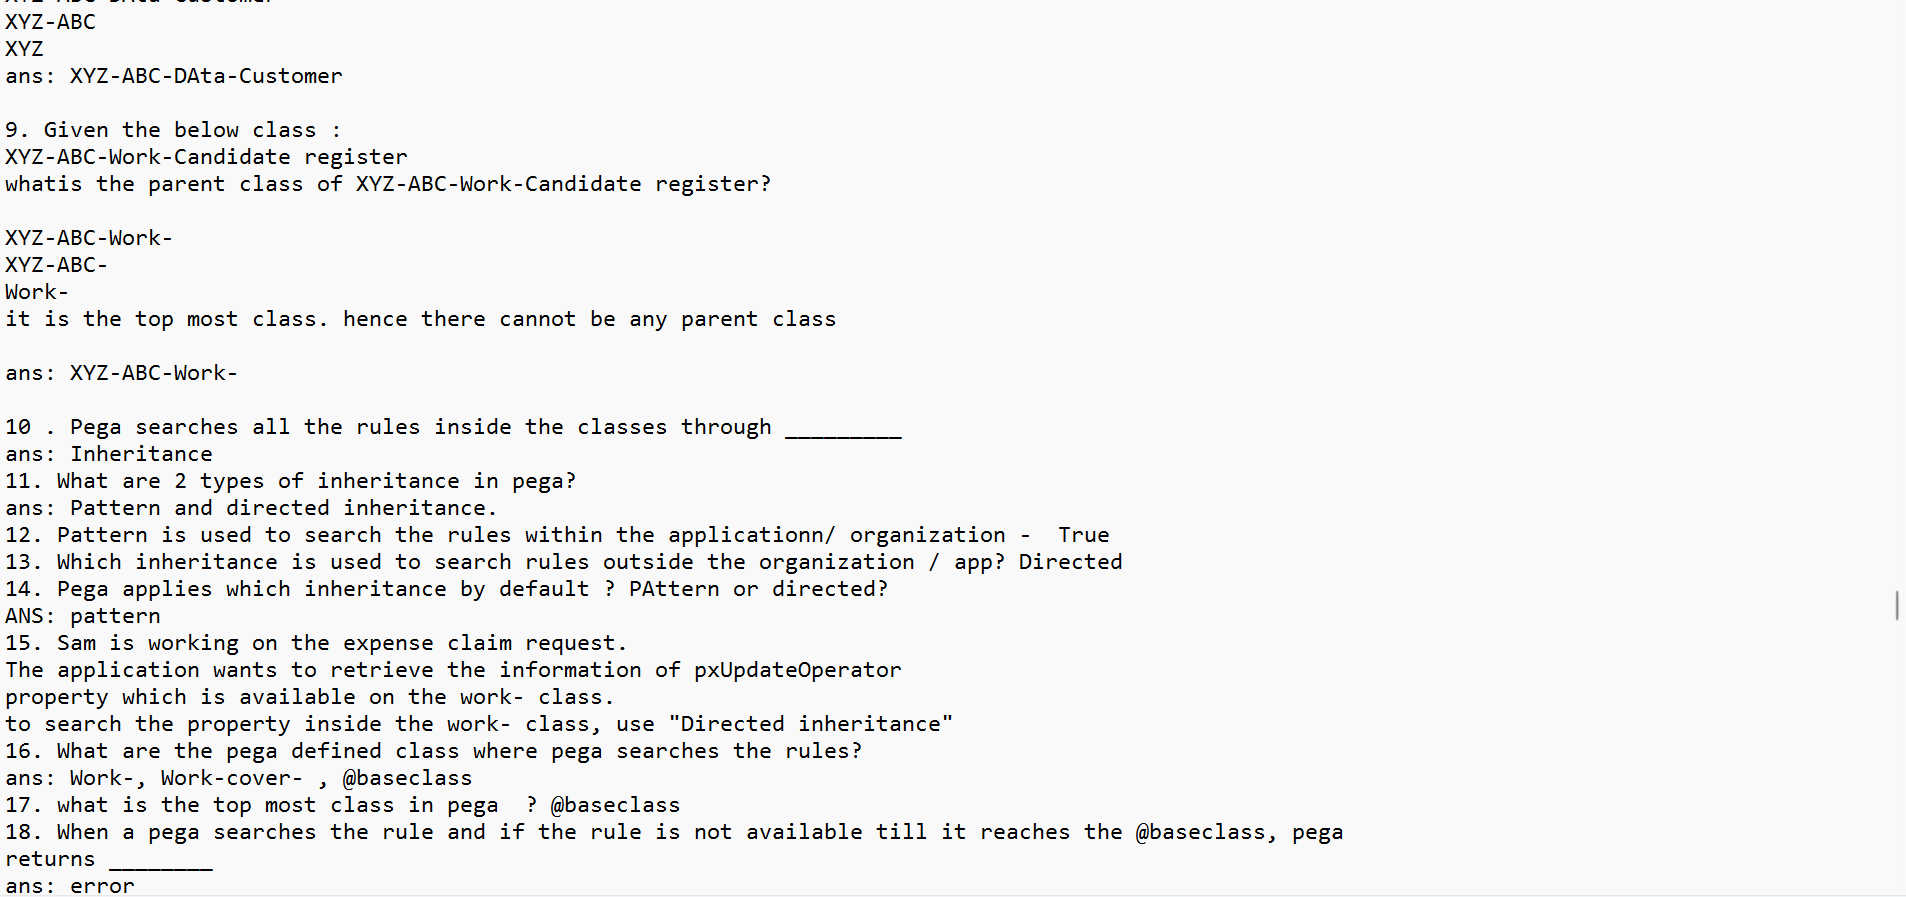 XYZ-ABC-DAta-Customer
XYZ-ABC
XYZ
ans: XYZ-ABC-DAta-Customer
9. Given the below class :
XYZ-ABC-Work-Candidate register
whatis the parent class of XYZ-ABC-Work-Candidate register?
XYZ-ABC-Work-
XYZ-ABC-
Work-
it is the top most class. hence there cannot be any parent class
ans: XYZ-ABC-Work-
10 . Pega searches all the rules inside the classes through _________
ans: Inheritance
11. What are 2 types of inheritance in pega?
ans: Pattern and directed inheritance.
12. Pattern is used to search the rules within the applicationn/ organization -  True
13. Which inheritance is used to search rules outside the organization / app? Directed
14. Pega applies which inheritance by default ? PAttern or directed?
ANS: pattern
15. Sam is working on the expense claim request.
The application wants to retrieve the information of pxUpdateOperator
property which is available on the work- class.
to search the property inside the work- class, use "Directed inheritance"
16. What are the pega defined class where pega searches the rules?
ans: Work-, Work-cover- , @baseclass
17. what is the top most class in pega  ? @baseclass
18. When a pega searches the rule and if the rule is not available till it reaches the @baseclass, pega
returns ________
ans: error